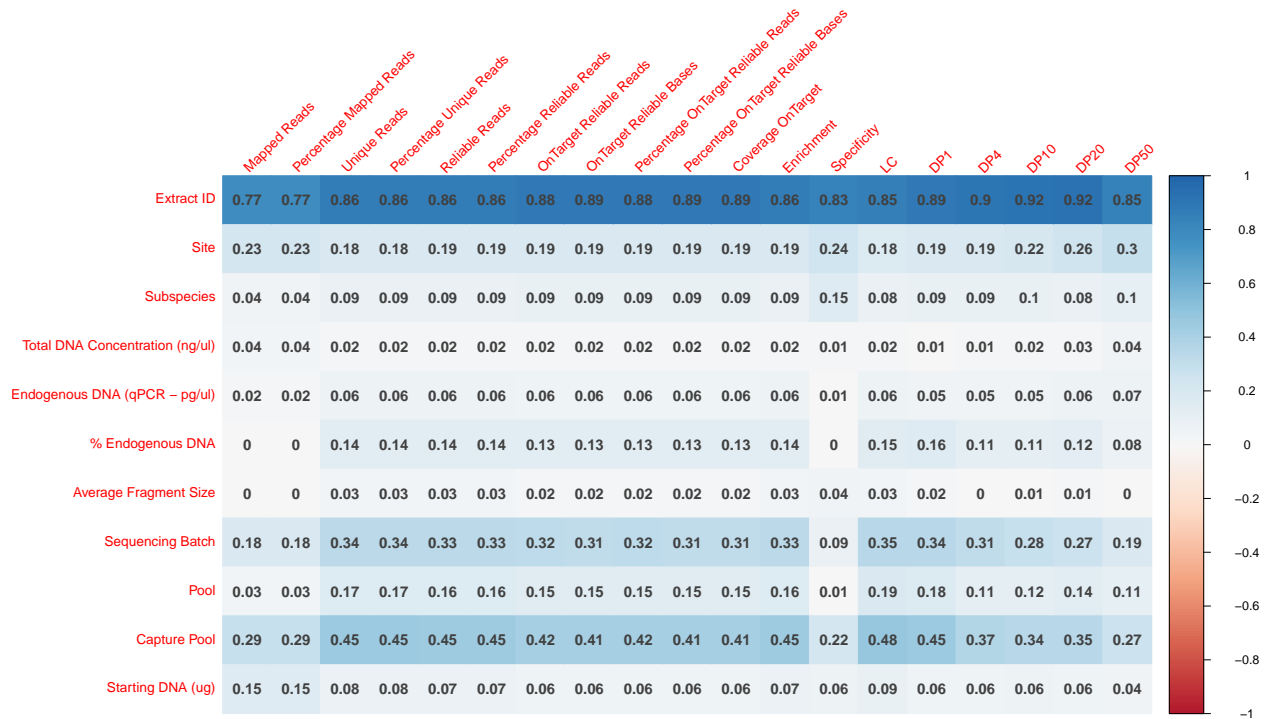 Mapped Reads
Percentage Mapped Reads
Unique Reads
Percentage Unique Reads
Reliable Reads
Percentage Reliable Reads
OnTarget Reliable Reads
OnTarget Reliable Bases
Percentage OnTarget Reliable Reads
Percentage OnTarget Reliable Bases
Coverage OnTarget
Enrichment
Specificity
LC
DP1
DP4
DP10
DP20
DP50
Extract ID 0.77 0.77 0.86 0.86 0.86 0.86 0.88 0.89 0.88 0.89 0.89 0.86 0.83 0.85 0.89 0.9 0.92 0.92 0.85
Site 0.23 0.23 0.18 0.18 0.19 0.19 0.19 0.19 0.19 0.19 0.19 0.19 0.24 0.18 0.19 0.19 0.22 0.26 0.3
Subspecies 0.04 0.04 0.09 0.09 0.09 0.09 0.09 0.09 0.09 0.09 0.09 0.09 0.15 0.08 0.09 0.09 0.1 0.08 0.1
Total DNA Concentration (ng/ul) 0.04 0.04 0.02 0.02 0.02 0.02 0.02 0.02 0.02 0.02 0.02 0.02 0.01 0.02 0.01 0.01 0.02 0.03 0.04
Endogenous DNA (qPCR – pg/ul) 0.02 0.02 0.06 0.06 0.06 0.06 0.06 0.06 0.06 0.06 0.06 0.06 0.01 0.06 0.05 0.05 0.05 0.06 0.07
% Endogenous DNA 0 0 0.14 0.14 0.14 0.14 0.13 0.13 0.13 0.13 0.13 0.14 0 0.15 0.16 0.11 0.11 0.12 0.08
Average Fragment Size 0 0 0.03 0.03 0.03 0.03 0.02 0.02 0.02 0.02 0.02 0.03 0.04 0.03 0.02 0 0.01 0.01 0
Sequencing Batch 0.18 0.18 0.34 0.34 0.33 0.33 0.32 0.31 0.32 0.31 0.31 0.33 0.09 0.35 0.34 0.31 0.28 0.27 0.19
Pool 0.03 0.03 0.17 0.17 0.16 0.16 0.15 0.15 0.15 0.15 0.15 0.16 0.01 0.19 0.18 0.11 0.12 0.14 0.11
Capture Pool 0.29 0.29 0.45 0.45 0.45 0.45 0.42 0.41 0.42 0.41 0.41 0.45 0.22 0.48 0.45 0.37 0.34 0.35 0.27
Starting DNA (ug) 0.15 0.15 0.08 0.08 0.07 0.07 0.06 0.06 0.06 0.06 0.06 0.07 0.06 0.09 0.06 0.06 0.06 0.06 0.04
1
0.8
0.6
0.4
0.2
0
−0.2
−0.4
−0.6
−0.8
−1